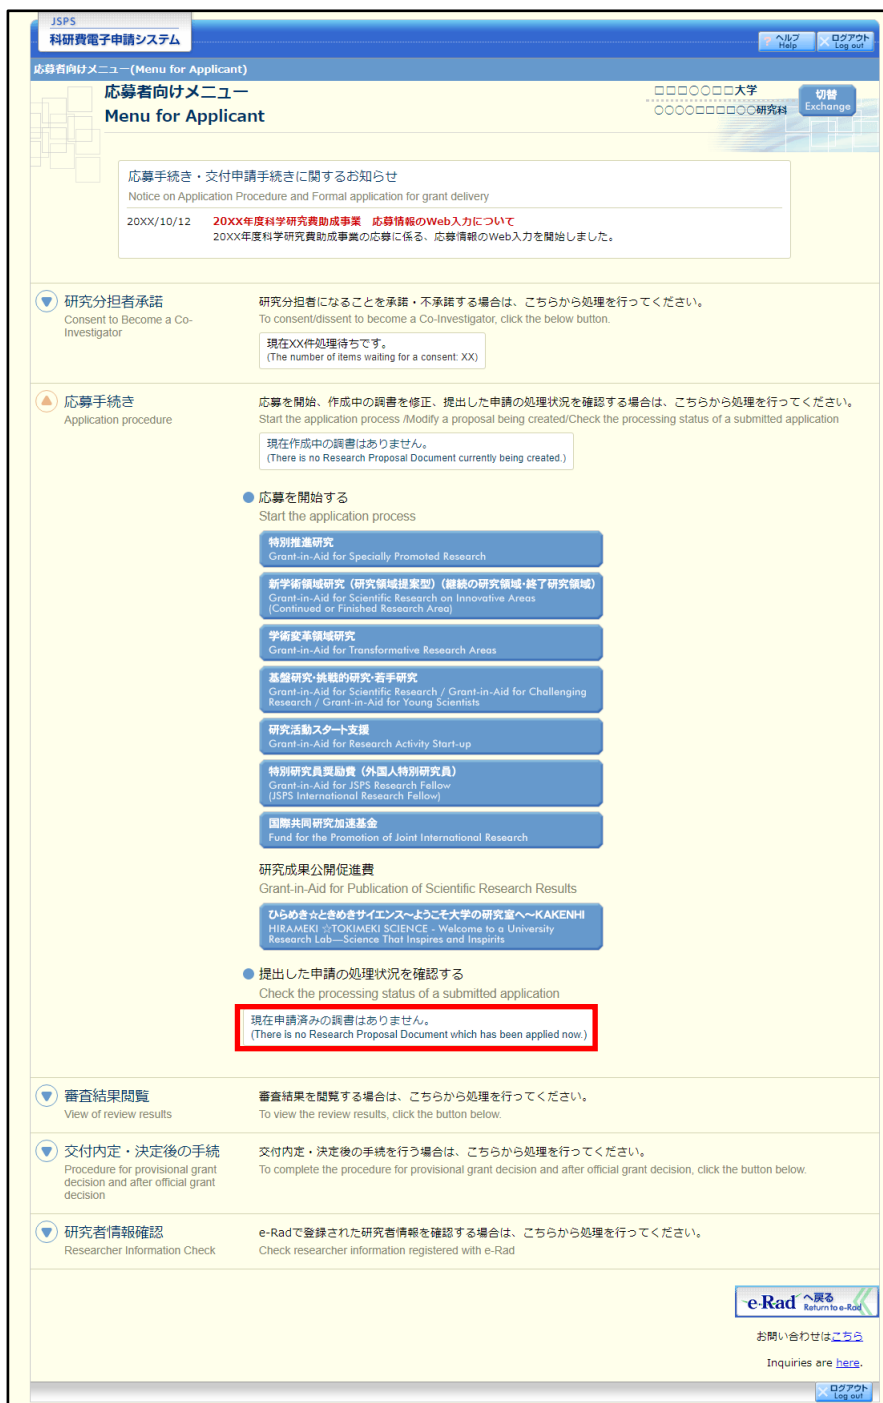 JSPS
科研費電子申請システム
? ヘルプ
Help
ログアウト
Log out
応募者向けメニュー(Menu for Applicant)
応募者向けメニュー
Menu for Applicant
□□□○○□□大学
○○○○□□□□○○研究科
切替
Exchange
応募手続き・交付申請手続きに関するお知らせ
Notice on Application Procedure and Formal application for grant delivery
20XX/10/12 20XX年度科学研究費助成事業 応募情報のWeb入力について
20XX年度科学研究費助成事業の応募に係る、応募情報のWeb入力を開始しました。
研究分担者承諾
Consent to Become a Co-
Investigator
研究分担者になることを承諾・不承諾する場合は、こちらから処理を行ってください。
To consent/dissent to become a Co-Investigator, click the below button.
現在XX件処理待ちです。
(The number of items waiting for a consent: XX)
応募手続き
Application procedure
応募を開始、作成中の調書を修正、提出した申請の処理状況を確認する場合は、こちらから処理を行ってください。
Start the application process /Modify a proposal being created/Check the processing status of a submitted application
現在作成中の調書はありません。
(There is no Research Proposal Document currently being created.)
応募を開始する
Start the application process
特別推進研究
Grant-in-Aid for Specially Promoted Research
新学術領域研究（研究領域提案型）（継続の研究領域・終了研究領域）
Grant-in-Aid for Scientific Research on Innovative Areas
(Continued or Finished Research Area)
学術変革領域研究
Grant-in-Aid for Transformative Research Areas
基盤研究・挑戦的研究・若手研究
Grant-in-Aid for Scientific Research / Grant-in-Aid for Challenging
Research / Grant-in-Aid for Young Scientists
研究活動スタート支援
Grant-in-Aid for Research Activity Start-up
特別研究員奨励費（外国人特別研究員）
Grant-in-Aid for JSPS Research Fellow
(JSPS International Research Fellow)
国際共同研究加速基金
Fund for the Promotion of Joint International Research
研究成果公開促進費
Grant-in-Aid for Publication of Scientific Research Results
ひらめき☆ときめきサイエンス～ようこそ大学の研究室へ～KAKENHI
HIRAMEKI ☆TOKIMEKI SCIENCE - Welcome to a University
Research Lab—Science That Inspires and Inspirits
提出した申請の処理状況を確認する
Check the processing status of a submitted application
現在申請済みの調書はありません。
(There is no Research Proposal Document which has been applied now.)
審査結果閲覧
View of review results
審査結果を閲覧する場合は、こちらから処理を行ってください。
To view the review results, click the button below.
交付内定・決定後の手続
Procedure for provisional grant
decision and after official grant
decision
交付内定・決定後の手続を行う場合は、こちらから処理を行ってください。
To complete the procedure for provisional grant decision and after official grant decision, click the button below.
研究者情報確認
Researcher Information Check
e-Radで登録された研究者情報を確認する場合は、こちらから処理を行ってください。
Check researcher information registered with e-Rad
e-Rad へ戻る
Return to e-Rad
お問い合わせはこちら
Inquiries are here.
ログアウト
Log out